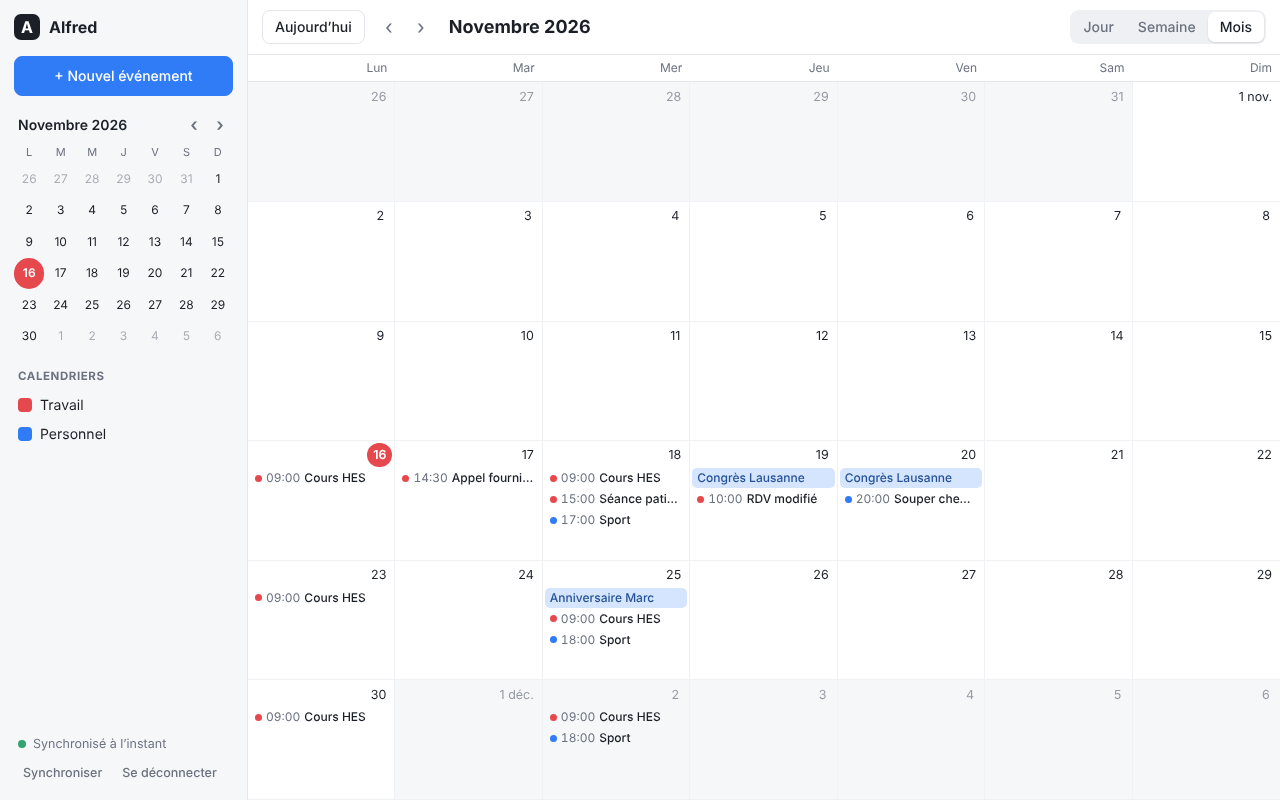 A Alfred
+ Nouvel événement
Novembre 2026
L M M J V S D
26 27 28 29 30 31 1
2 3 4 5 6 7 8
9 10 11 12 13 14 15
16 17 18 19 20 21 22
23 24 25 26 27 28 29
30 1 2 3 4 5 6
CALENDRIERS
Travail
Personnel
Synchronisé à l’instant
Synchroniser Se déconnecter
Aujourd’hui Novembre 2026 Jour Semaine Mois
Lun Mar Mer Jeu Ven Sam Dim
26 27 28 29 30 31 1 nov.
2 3 4 5 6 7 8
9 10 11 12 13 14 15
16 17 18 19 20 21 22
09:00 Cours HES 14:30 Appel fourni… 09:00 Cours HES Congrès Lausanne Congrès Lausanne
15:00 Séance pati… 10:00 RDV modifié 20:00 Souper che…
17:00 Sport
23 24 25 26 27 28 29
09:00 Cours HES Anniversaire Marc
09:00 Cours HES
18:00 Sport
30 1 déc. 2 3 4 5 6
09:00 Cours HES 09:00 Cours HES
18:00 Sport